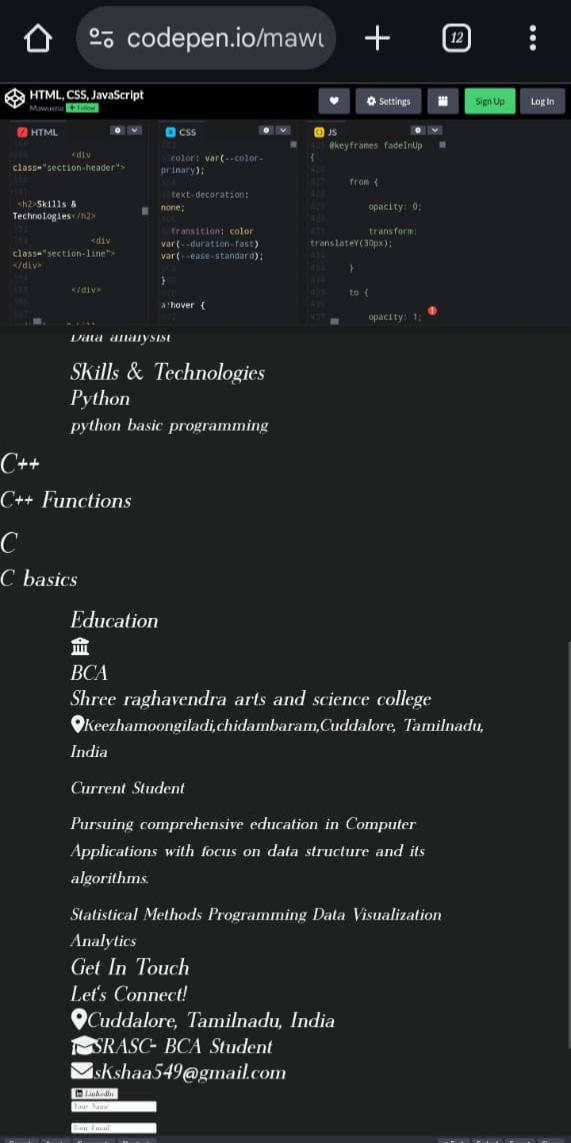 codepen.io/mawu
12
HTML, CSS, JavaScript
Mawuena + Follow
Settings
Sign Up
Log In
HTML
<div
class="section-header">
<h2>Skills &
Technologies</h2>
<div
class="section-line">
</div>
</div>
CSS
color: var(--color-
primary);
text-decoration:
none;
transition: color
var(--duration-fast)
var(--ease-standard);
}
a:hover {
JS
@keyframes fadeInUp
{
from {
opacity: 0;
transform:
translateY(30px);
}
to {
opacity: 1;
Data analysist
SKills & Technologies
Python
python basic programming
C++
C++ Functions
C
C basics
Education
BCA
Shree raghavendra arts and science college
Keezhamoongiladi,chidambaram,Cuddalore, Tamilnadu,
India
Current Student
Pursuing comprehensive education in Computer
Applications with focus on data structure and its
algorithms.
Statistical Methods Programming Data Visualization
Analytics
Get In Touch
Let's Connect!
Cuddalore, Tamilnadu, India
SRASC- BCA Student
sKshaa549@gmail.com
LinkedIn
Your Name
Your Email